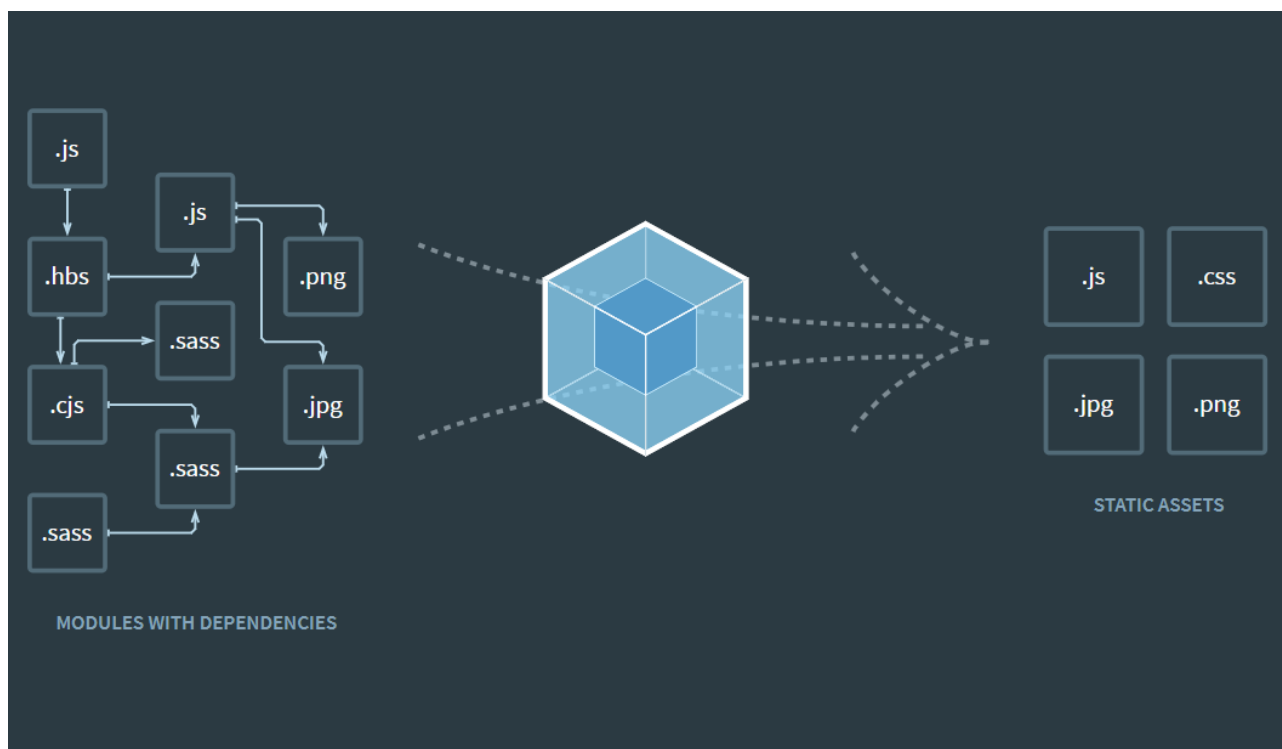 .js
.js
.hbs
.png
.sass
.cjs
.jpg
.sass
.sass
MODULES WITH DEPENDENCIES
.js
.css
.jpg
.png
STATIC ASSETS